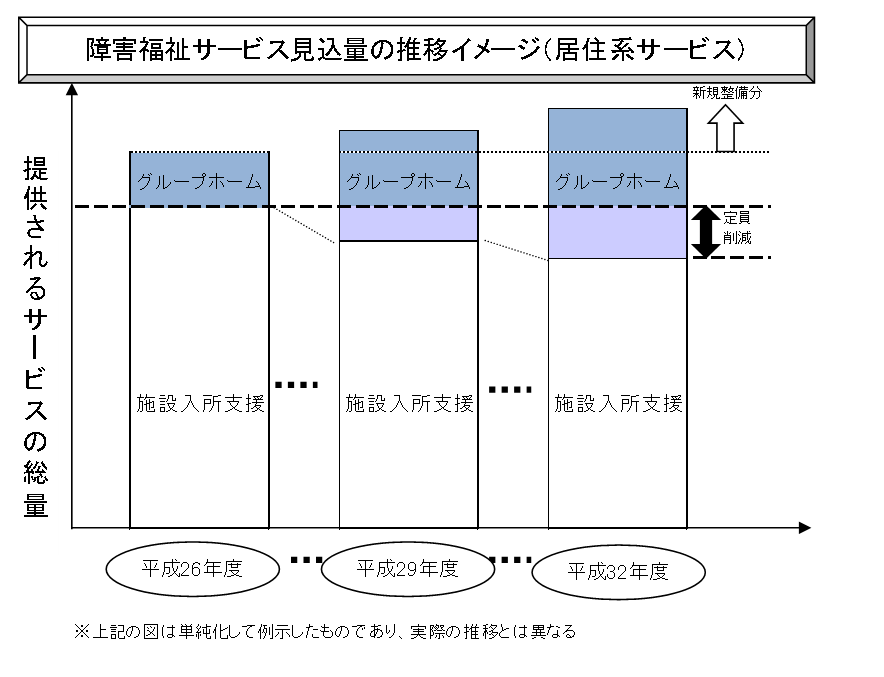 障害福祉サービス見込量の推移イメージ（居住系サービス）
新規整備分
提供されるサービスの総量
グループホーム
グループホーム
グループホーム
定員
削減
施設入所支援
施設入所支援
施設入所支援
平成26年度
平成29年度
平成32年度
※上記の図は単純化して例示したものであり、実際の推移とは異なる